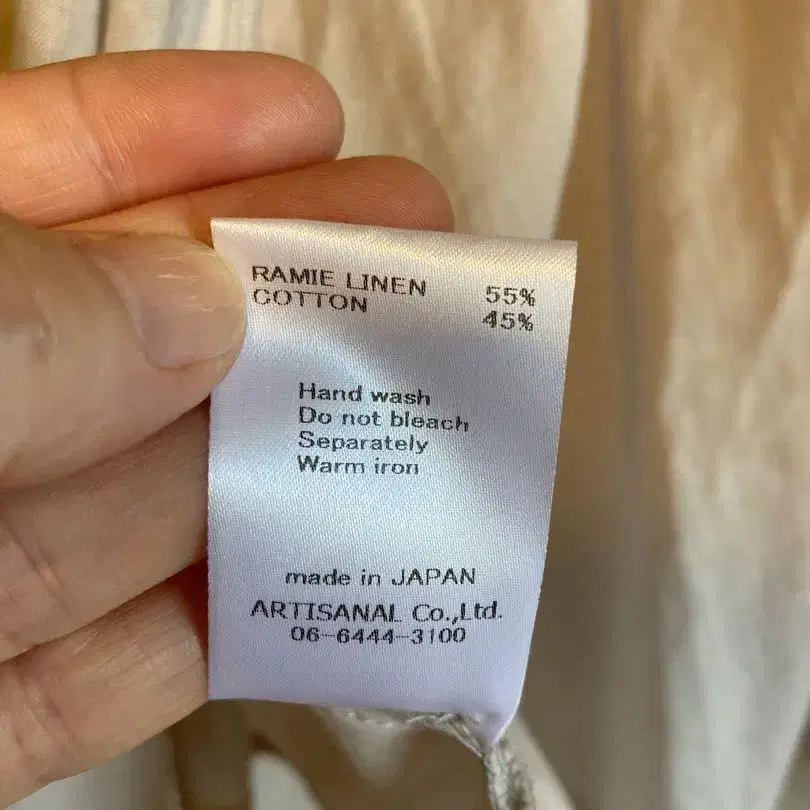 RAMIE LINEN 55%
COTTON 45%
Hand wash
Do not bleach
Separately
Warm iron
made in JAPAN
ARTISANAL Co.,Ltd.
06-6444-3100